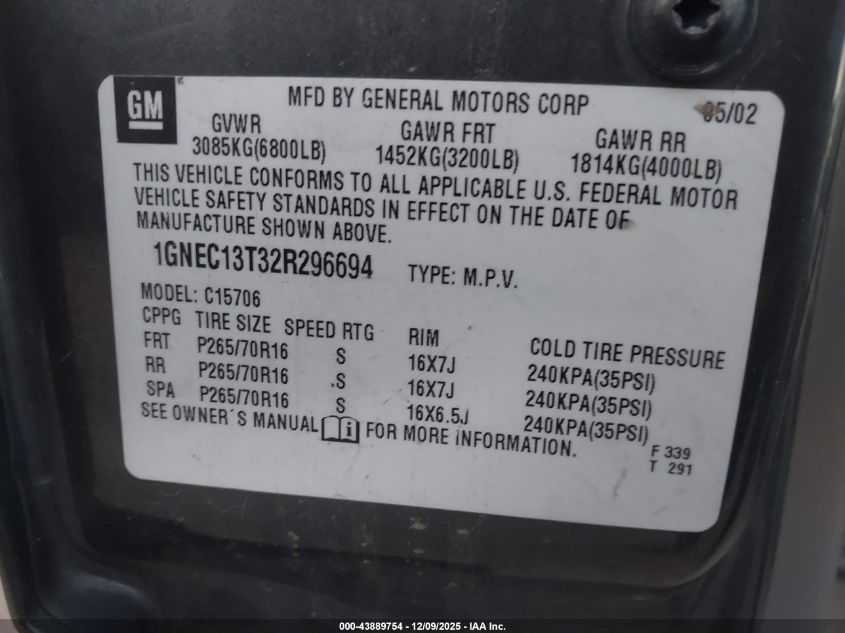 GM MFD BY GENERAL MOTORS CORP 05/02
GVWR GAWR FRT GAWR RR
3085KG(6800LB) 1452KG(3200LB) 1814KG(4000LB)
THIS VEHICLE CONFORMS TO ALL APPLICABLE U.S. FEDERAL MOTOR
VEHICLE SAFETY STANDARDS IN EFFECT ON THE DATE OF
MANUFACTURE SHOWN ABOVE.
1GNEC13T32R296694 TYPE: M.P.V.
MODEL: C15706
CPPG TIRE SIZE SPEED RTG RIM COLD TIRE PRESSURE
FRT P265/70R16 S 16X7J 240KPA(35PSI)
RR P265/70R16 S 16X7J 240KPA(35PSI)
SPA P265/70R16 S 16X6.5J 240KPA(35PSI)
SEE OWNER´S MANUAL FOR MORE INFORMATION.
F 339
T 291
000-43889754 - 12/09/2025 - IAA Inc.